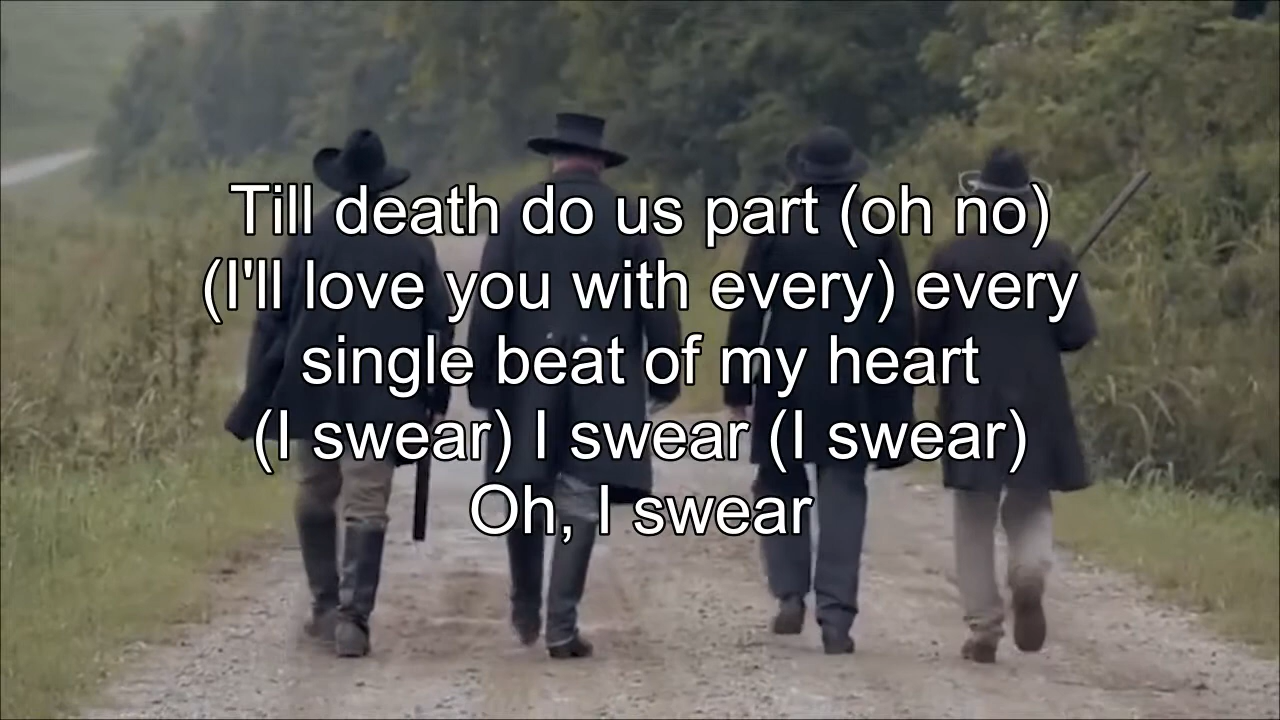 Till death do us part (oh no)
(I'll love you with every) every
single beat of my heart
(I swear) I swear (I swear)
Oh, I swear